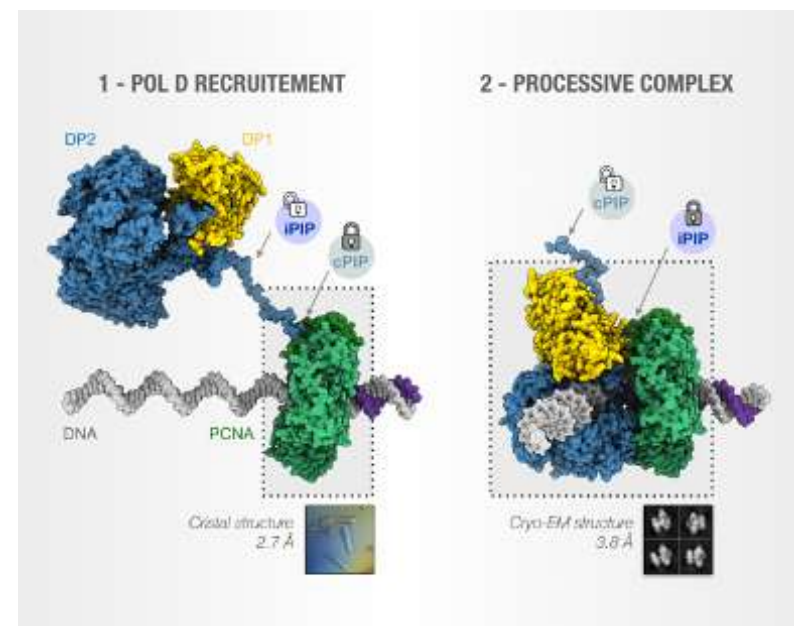 1 - POL D RECRUITEMENT
DP2
DP1
iPIP
cPIP
DNA
PCNA
Cristal structure
2.7 Å
2 - PROCESSIVE COMPLEX
cPIP
iPIP
Cryo-EM structure
3.8 Å